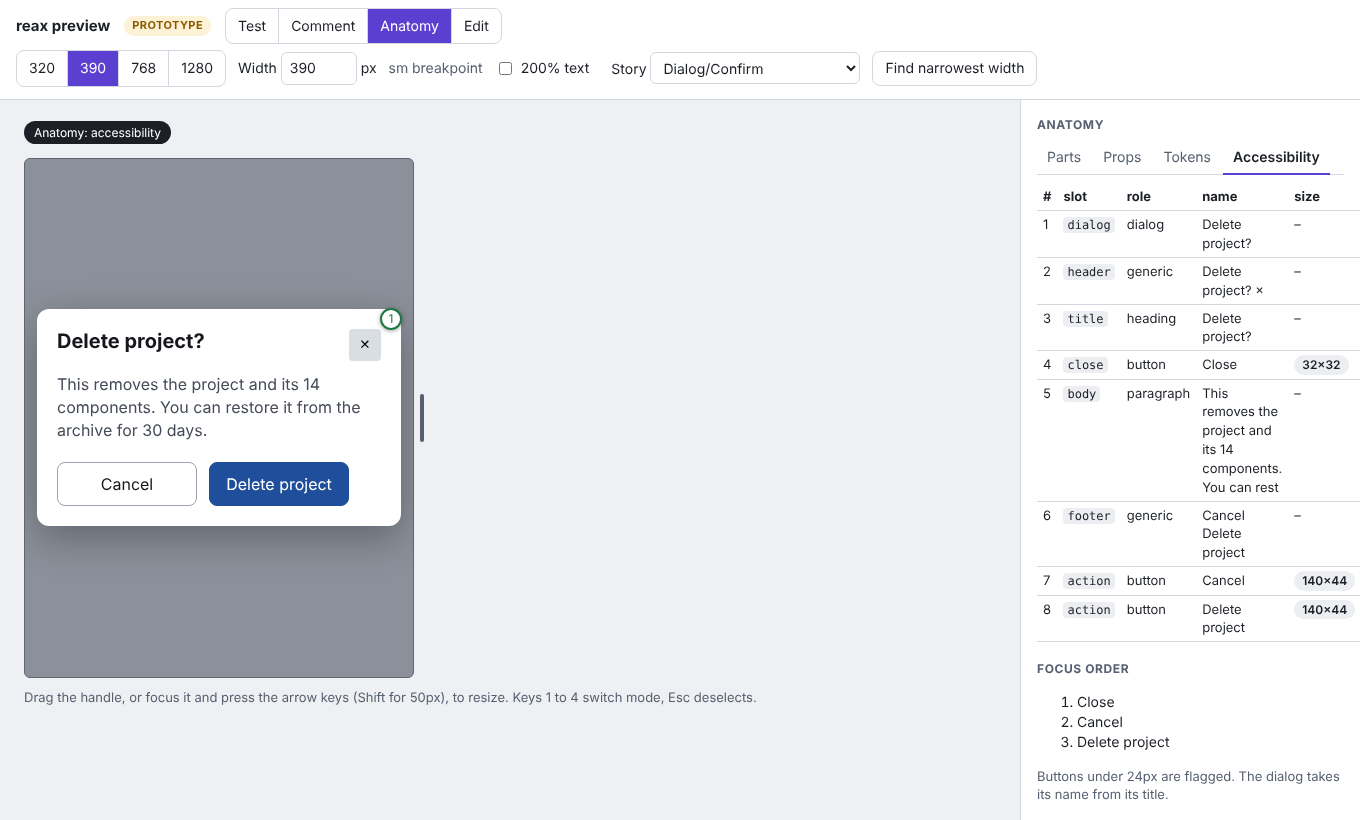 reax preview PROTOTYPE Test Comment Anatomy Edit
320 390 768 1280 Width 390 px sm breakpoint 200% text Story Dialog/Confirm Find narrowest width
Anatomy: accessibility
1
Delete project?
×
This removes the project and its 14
components. You can restore it from the
archive for 30 days.
Cancel Delete project
Drag the handle, or focus it and press the arrow keys (Shift for 50px), to resize. Keys 1 to 4 switch mode, Esc deselects.
ANATOMY
Parts Props Tokens Accessibility
# slot role name size
1 dialog dialog Delete –
project?
2 header generic Delete –
project? ×
3 title heading Delete –
project?
4 close button Close 32×32
5 body paragraph This –
removes the
project and
its 14
components.
You can rest
6 footer generic Cancel –
Delete
project
7 action button Cancel 140×44
8 action button Delete 140×44
project
FOCUS ORDER
1. Close
2. Cancel
3. Delete project
Buttons under 24px are flagged. The dialog takes
its name from its title.